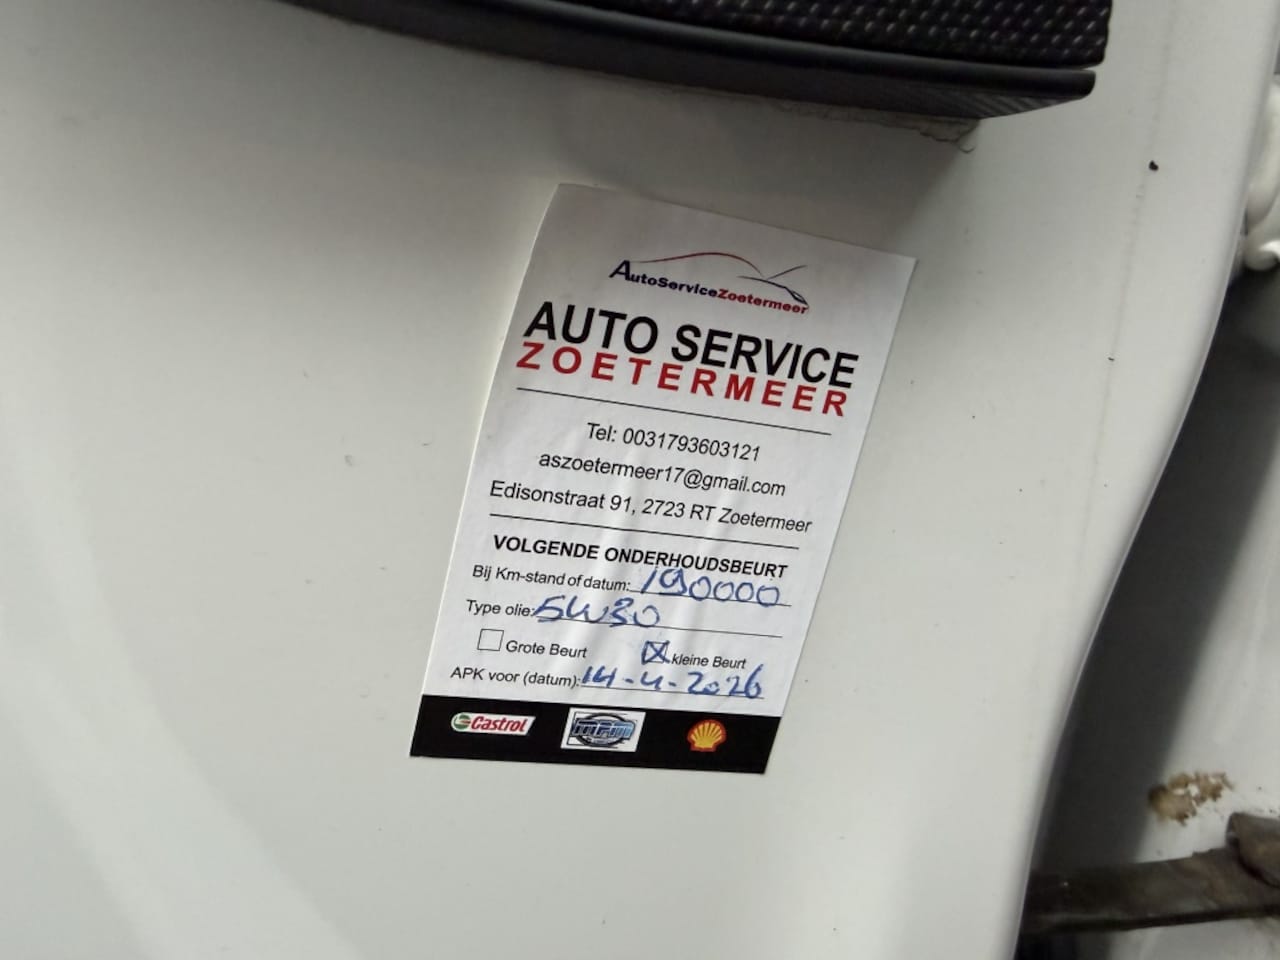 AutoServiceZoetermeer
AUTO SERVICE
ZOETERMEER
Tel: 0031793603121
aszoetermeer17@gmail.com
Edisonstraat 91, 2723 RT Zoetermeer
VOLGENDE ONDERHOUDSBEURT
Bij Km-stand of datum: 190000
Type olie: 5W30
Grote Beurt kleine Beurt
APK voor (datum): 14-4-2026
Castrol MPM